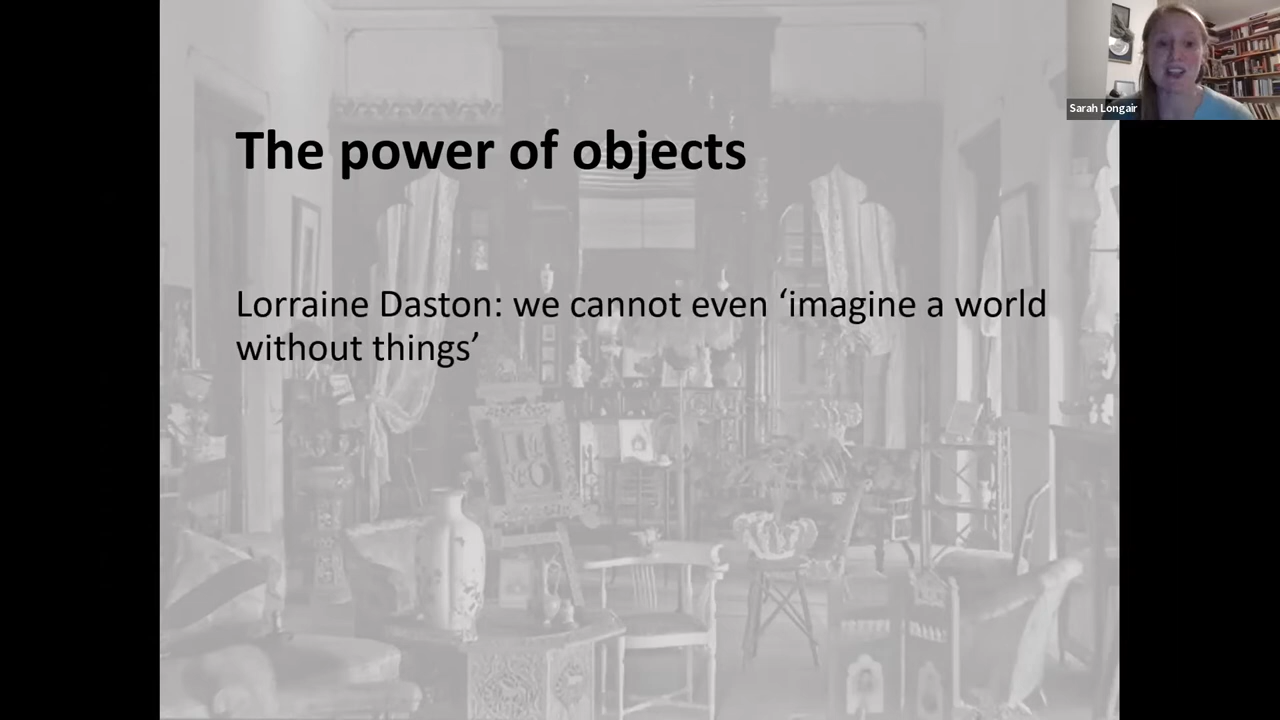 Sarah Longair
The power of objects
Lorraine Daston: we cannot even ‘imagine a world
without things’